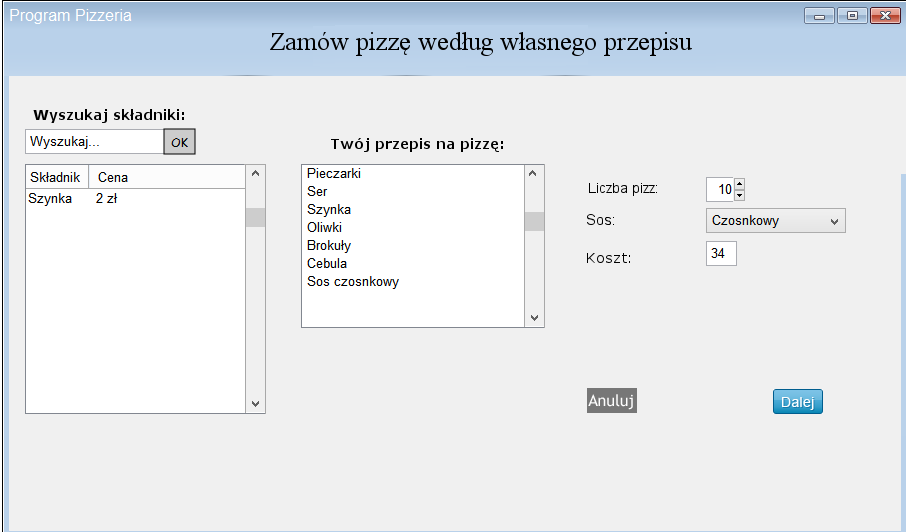 Program Pizzeria
Zamów pizzę według własnego przepisu
Wyszukaj składniki:
Wyszukaj... OK
Składnik Cena
Szynka 2 zł
Twój przepis na pizzę:
Pieczarki
Ser
Szynka
Oliwki
Brokuły
Cebula
Sos czosnkowy
Liczba pizz: 10
Sos: Czosnkowy
Koszt: 34
Anuluj
Dalej